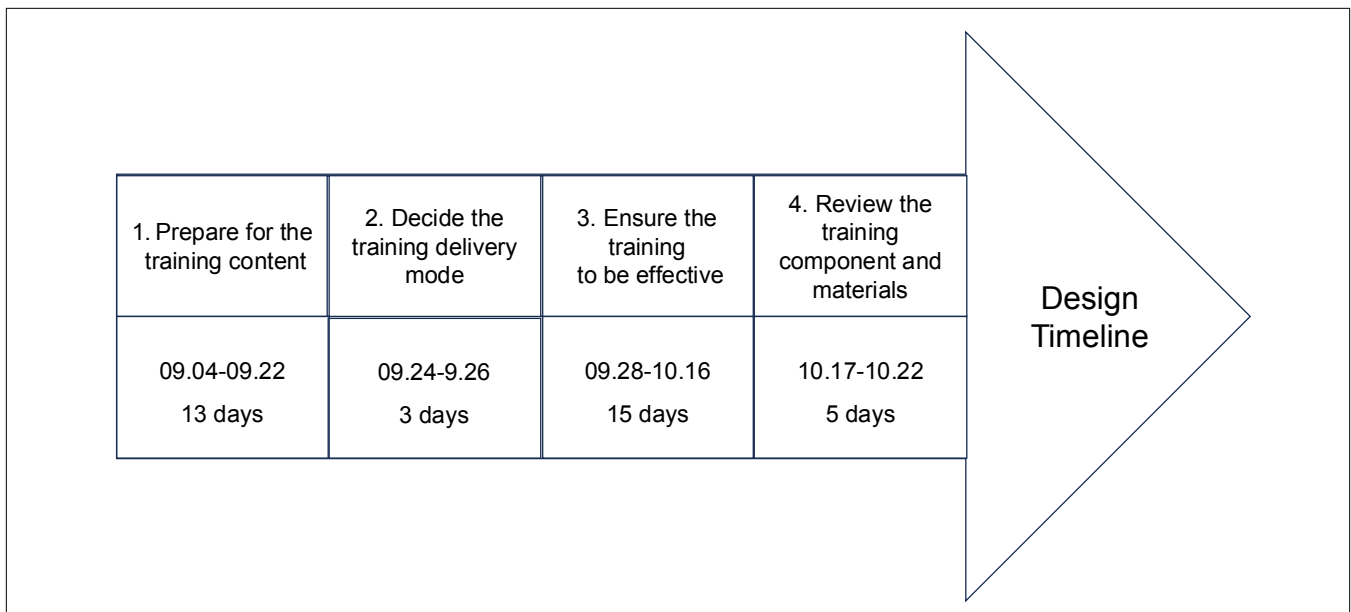 1. Prepare for the
training content
2. Decide the
training delivery
mode
3. Ensure the
training
to be effective
4. Review the
training
component and
materials
09.04-09.22
13 days
09.24-9.26
3 days
09.28-10.16
15 days
10.17-10.22
5 days
Design
Timeline